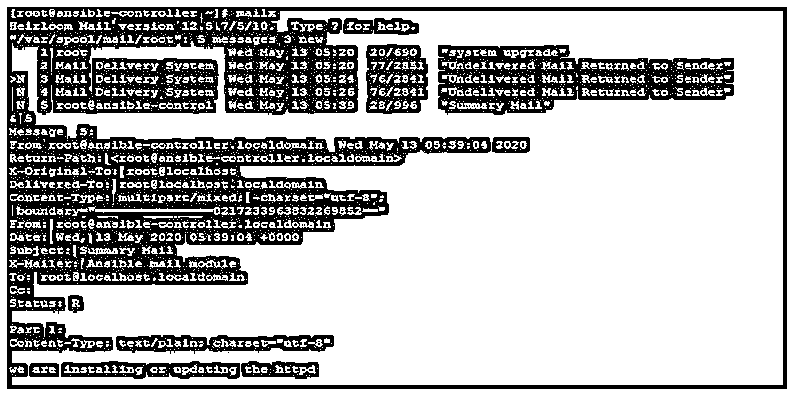 [root@ansible-controller ~]# mailx
Heirloom Mail version 12.5 7/5/10.  Type ? for help.
"/var/spool/mail/root": 5 messages 3 new
    1 root                  Wed May 13 05:20  20/690   "system upgrade"
    2 Mail Delivery System  Wed May 13 05:20  77/2851  "Undelivered Mail Returned to Sender"
>N  3 Mail Delivery System  Wed May 13 05:24  76/2841  "Undelivered Mail Returned to Sender"
 N  4 Mail Delivery System  Wed May 13 05:28  76/2841  "Undelivered Mail Returned to Sender"
 N  5 root@ansible-control  Wed May 13 05:39  28/996   "Summary Mail"
& 5
Message  5:
From root@ansible-controller.localdomain  Wed May 13 05:39:04 2020
Return-Path: <root@ansible-controller.localdomain>
X-Original-To: root@localhost
Delivered-To: root@localhost.localdomain
Content-Type: multipart/mixed; charset="utf-8";
boundary="===============0217233963832269852=="
From: root@ansible-controller.localdomain
Date: Wed, 13 May 2020 05:39:04 +0000
Subject: Summary Mail
X-Mailer: Ansible mail module
To: root@localhost.localdomain
Cc:
Status: R
Part 1:
Content-Type: text/plain; charset="utf-8"
we are installing or updating the httpd